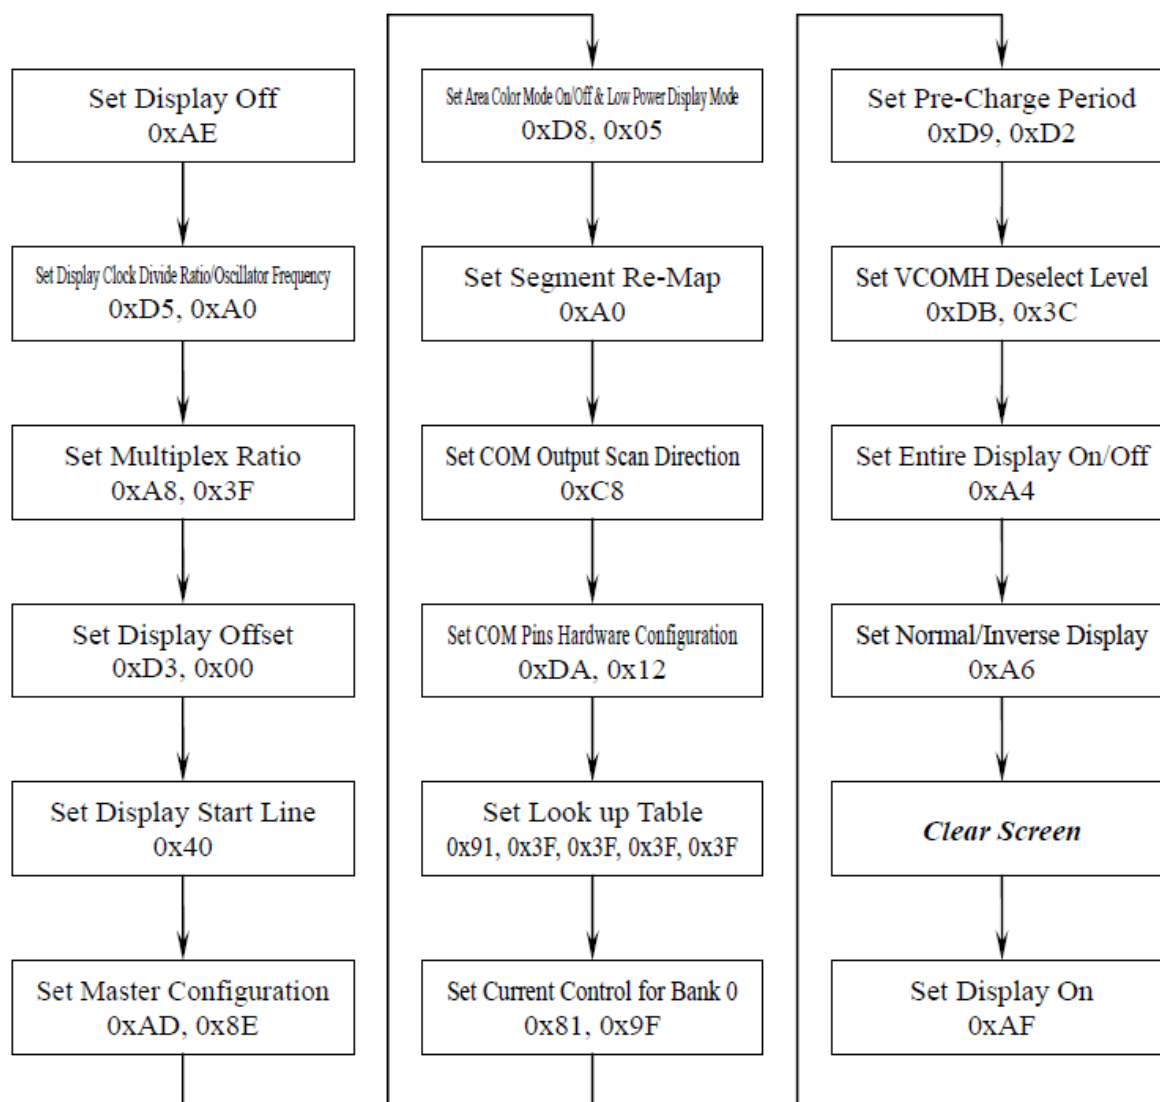 Set Display Off
0xAE
Set Display Clock Divide Ratio/Oscillator Frequency
0xD5, 0xA0
Set Multiplex Ratio
0xA8, 0x3F
Set Display Offset
0xD3, 0x00
Set Display Start Line
0x40
Set Master Configuration
0xAD, 0x8E
Set Area Color Mode On/Off & Low Power Display Mode
0xD8, 0x05
Set Segment Re-Map
0xA0
Set COM Output Scan Direction
0xC8
Set COM Pins Hardware Configuration
0xDA, 0x12
Set Look up Table
0x91, 0x3F, 0x3F, 0x3F, 0x3F
Set Current Control for Bank 0
0x81, 0x9F
Set Pre-Charge Period
0xD9, 0xD2
Set VCOMH Deselect Level
0xDB, 0x3C
Set Entire Display On/Off
0xA4
Set Normal/Inverse Display
0xA6
Clear Screen
Set Display On
0xAF